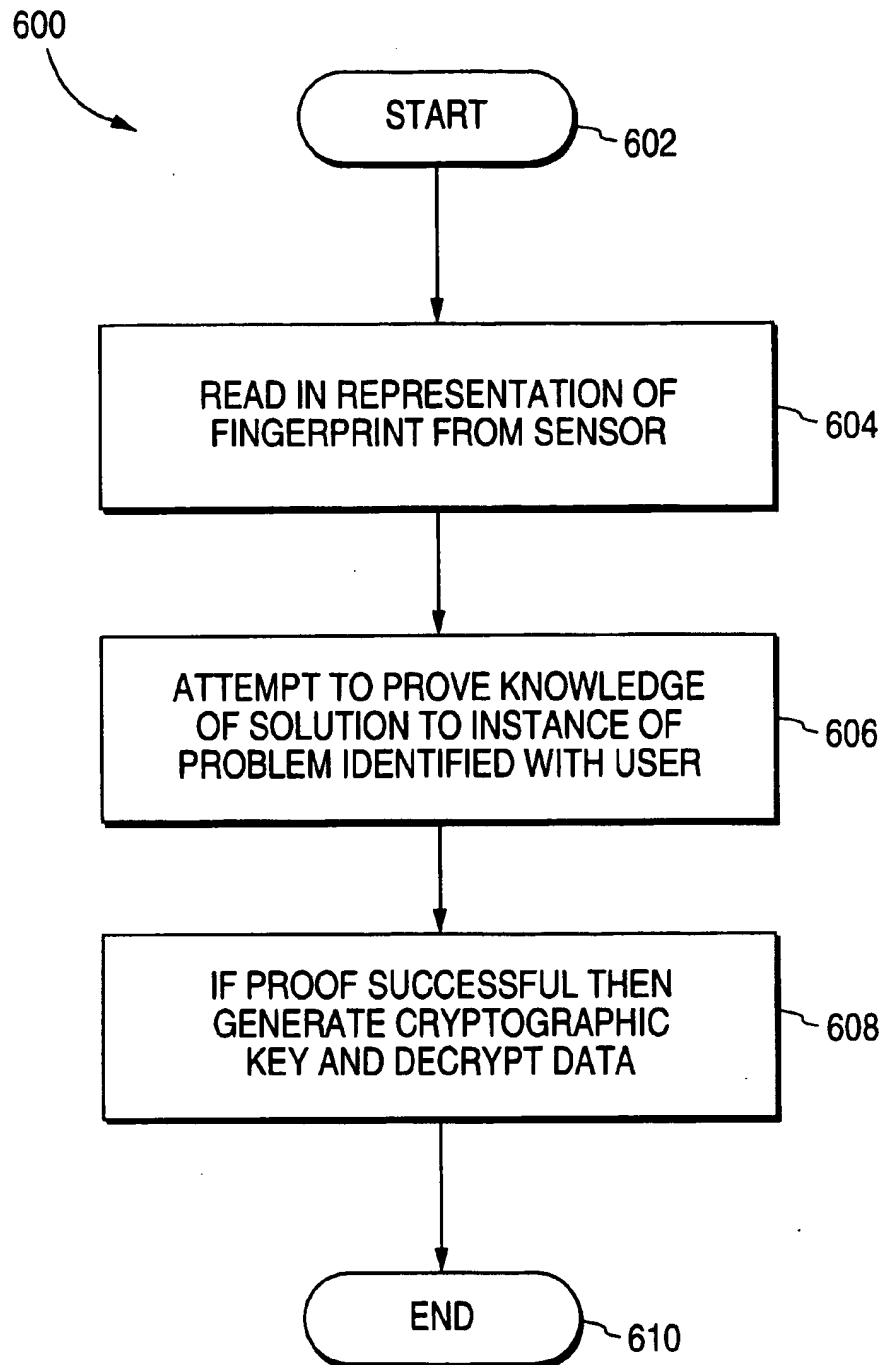 600
START
602
READ IN REPRESENTATION OF
FINGERPRINT FROM SENSOR
604
ATTEMPT TO PROVE KNOWLEDGE
OF SOLUTION TO INSTANCE OF
PROBLEM IDENTIFIED WITH USER
606
IF PROOF SUCCESSFUL THEN
GENERATE CRYPTOGRAPHIC
KEY AND DECRYPT DATA
608
END
610